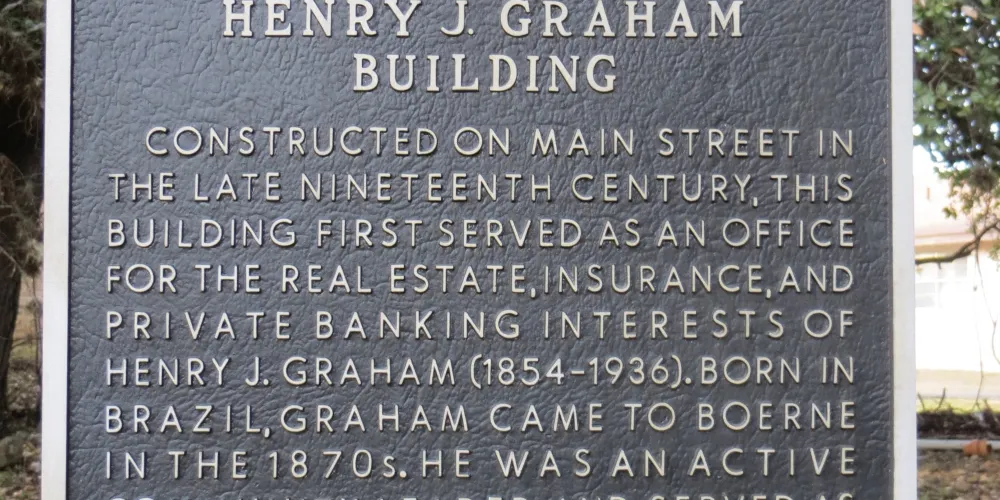 HENRY J. GRAHAM
BUILDING
CONSTRUCTED ON MAIN STREET IN
THE LATE NINETEENTH CENTURY, THIS
BUILDING FIRST SERVED AS AN OFFICE
FOR THE REAL ESTATE, INSURANCE, AND
PRIVATE BANKING INTERESTS OF
HENRY J. GRAHAM (1854-1936). BORN IN
BRAZIL, GRAHAM CAME TO BOERNE
IN THE 1870s. HE WAS AN ACTIVE
AND SERVED